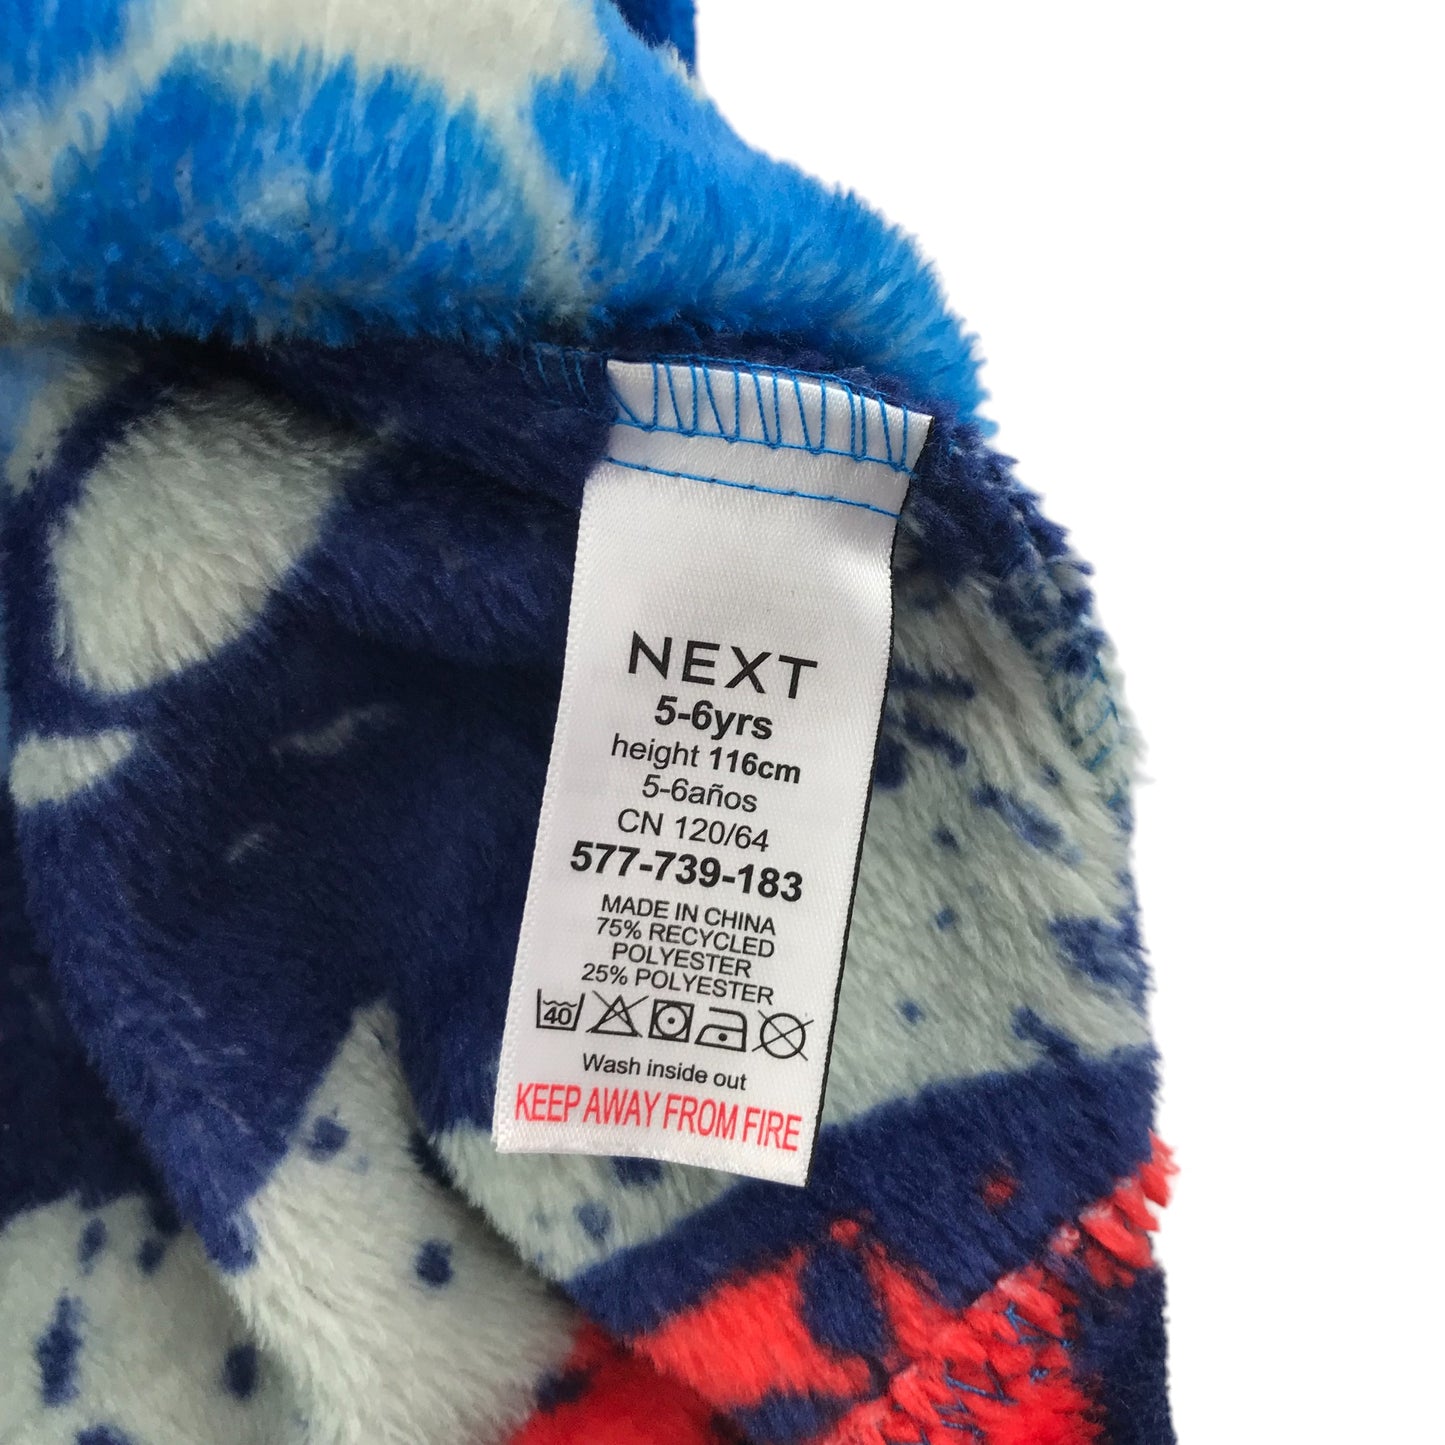 NEXT
5-6yrs
height 116cm
5-6años
CN 120/64
577-739-183
MADE IN CHINA
75% RECYCLED
POLYESTER
25% POLYESTER
40
Wash inside out
KEEP AWAY FROM FIRE